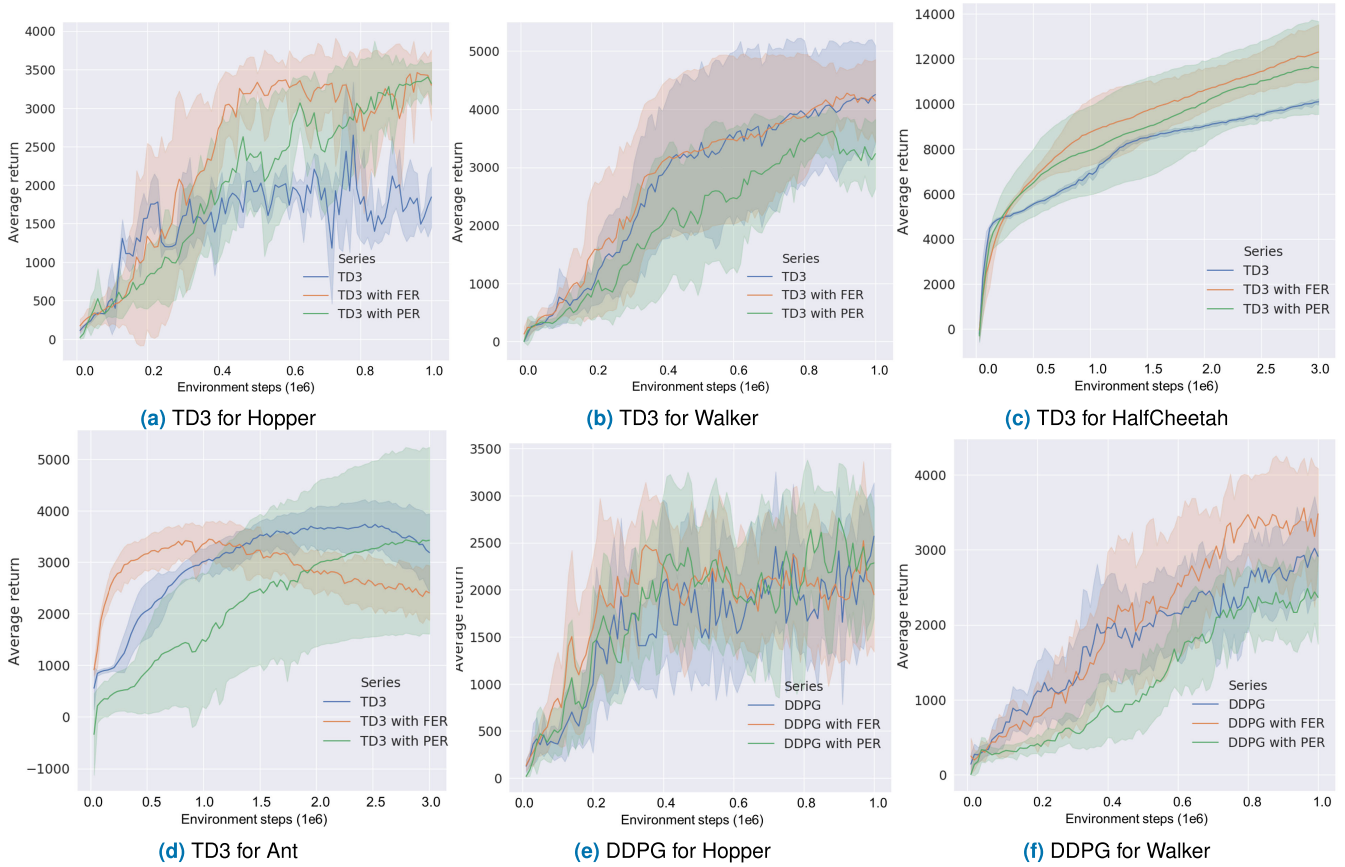 4000
3500
3000
2500
2000
1500
1000
500
0
Average return
Series
TD3
TD3 with FER
TD3 with PER
0.0 0.2 0.4 0.6 0.8 1.0
Environment steps (1e6)
(a) TD3 for Hopper
5000
4000
3000
2000
1000
0
Average return
Series
TD3
TD3 with FER
TD3 with PER
0.0 0.2 0.4 0.6 0.8 1.0
Environment steps (1e6)
(b) TD3 for Walker
14000
12000
10000
8000
6000
4000
2000
0
Average return
Series
TD3
TD3 with FER
TD3 with PER
0.0 0.5 1.0 1.5 2.0 2.5 3.0
Environment steps (1e6)
(c) TD3 for HalfCheetah
5000
4000
3000
2000
1000
0
−1000
Average return
Series
TD3
TD3 with FER
TD3 with PER
0.0 0.5 1.0 1.5 2.0 2.5 3.0
Environment steps (1e6)
(d) TD3 for Ant
3500
3000
2500
2000
1500
1000
500
0
Average return
Series
DDPG
DDPG with FER
DDPG with PER
0.0 0.2 0.4 0.6 0.8 1.0
Environment steps (1e6)
(e) DDPG for Hopper
4000
3000
2000
1000
0
Average return
Series
DDPG
DDPG with FER
DDPG with PER
0.0 0.2 0.4 0.6 0.8 1.0
Environment steps (1e6)
(f) DDPG for Walker